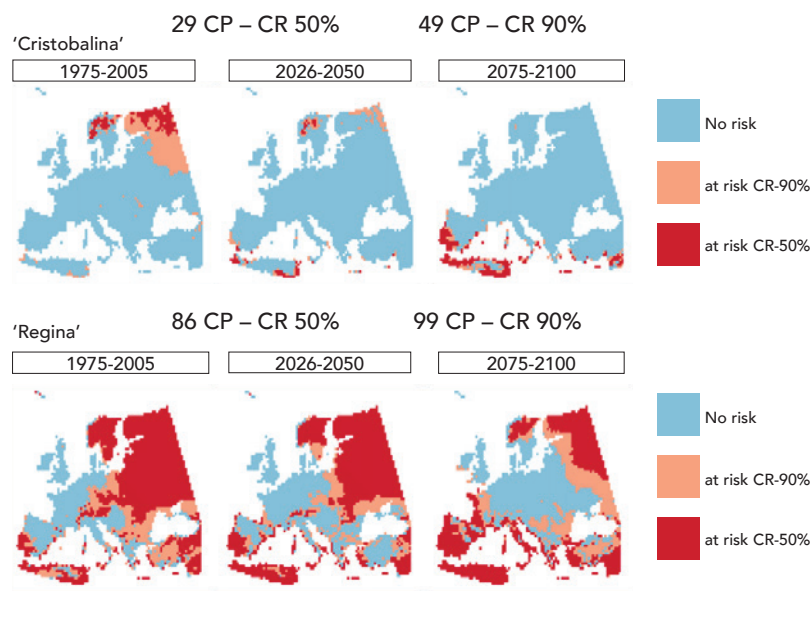 29 CP – CR 50%
49 CP – CR 90%
'Cristobalina'
1975-2005
2026-2050
2075-2100
No risk
at risk CR-90%
at risk CR-50%
86 CP – CR 50%
99 CP – CR 90%
'Regina'
1975-2005
2026-2050
2075-2100
No risk
at risk CR-90%
at risk CR-50%